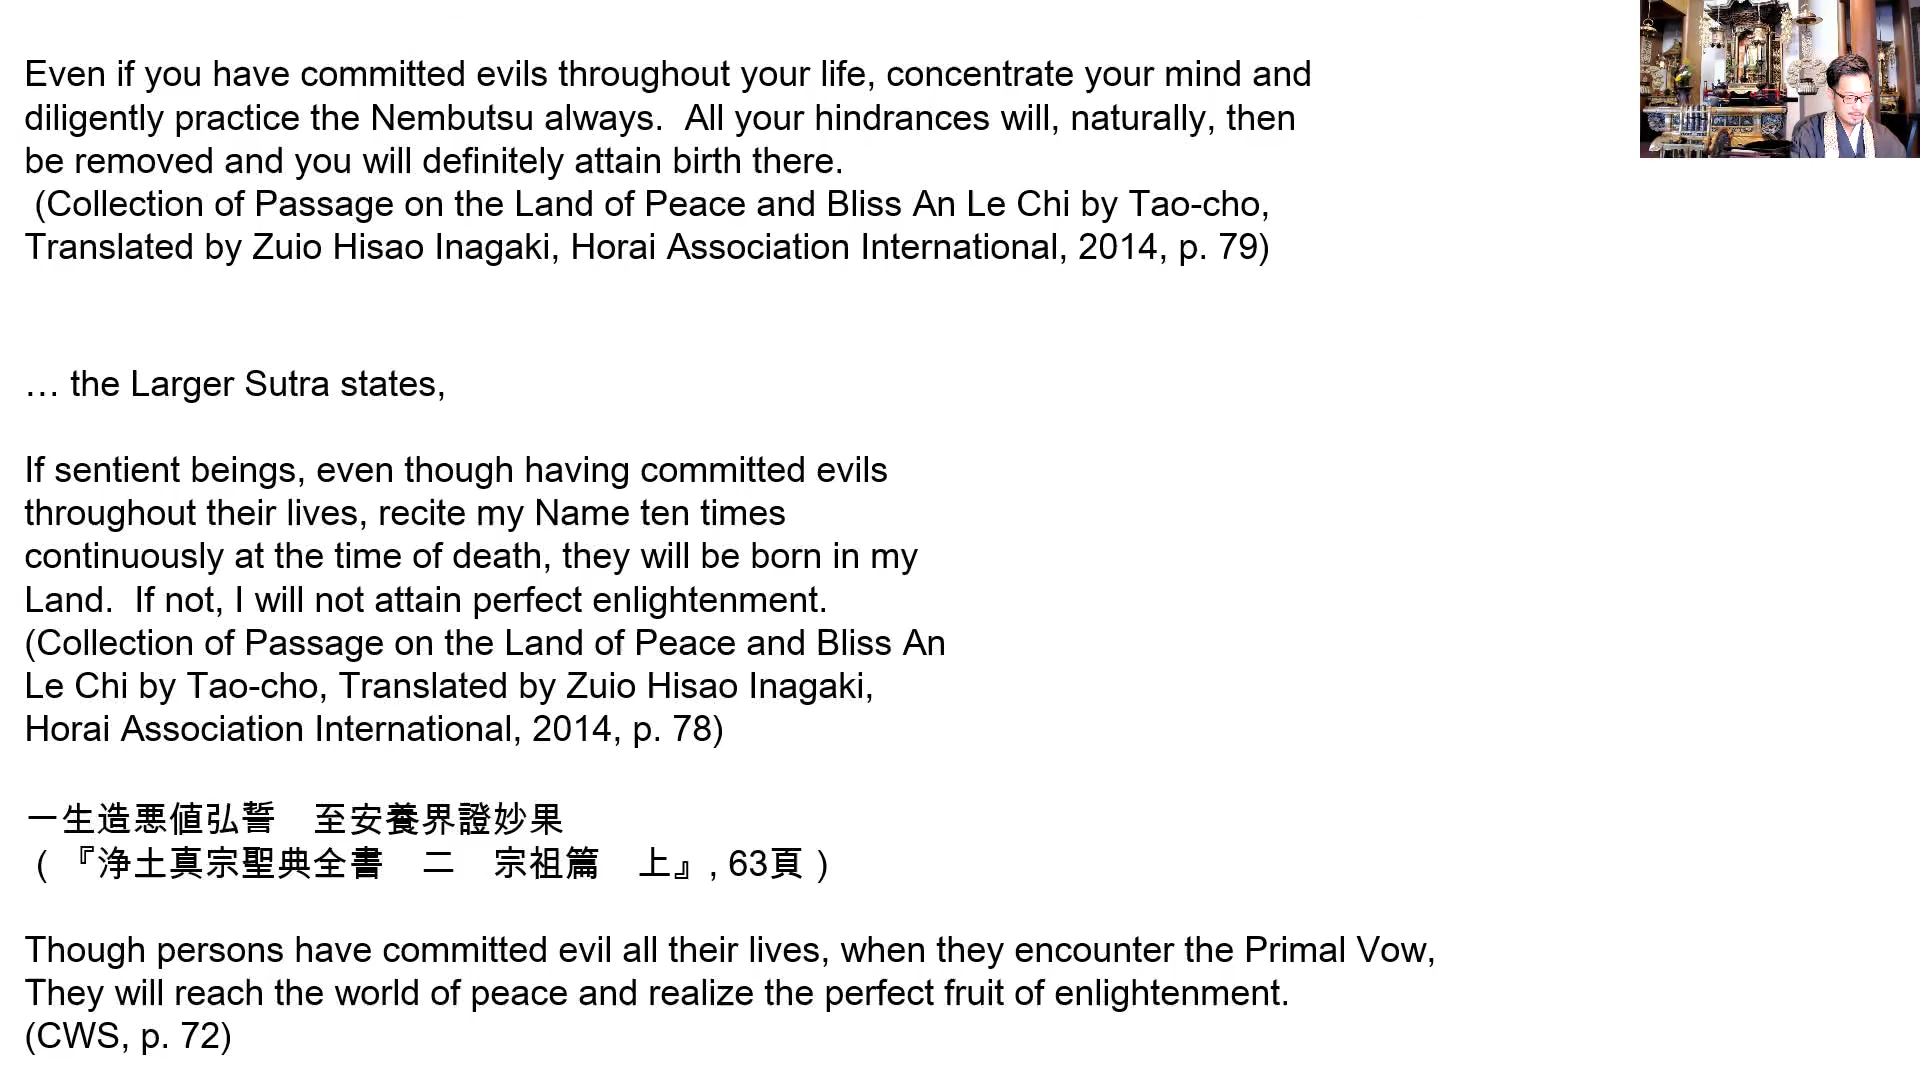 Even if you have committed evils throughout your life, concentrate your mind and
diligently practice the Nembutsu always.  All your hindrances will, naturally, then
be removed and you will definitely attain birth there.
(Collection of Passage on the Land of Peace and Bliss An Le Chi by Tao-cho,
Translated by Zuio Hisao Inagaki, Horai Association International, 2014, p. 79)
… the Larger Sutra states,
If sentient beings, even though having committed evils
throughout their lives, recite my Name ten times
continuously at the time of death, they will be born in my
Land.  If not, I will not attain perfect enlightenment.
(Collection of Passage on the Land of Peace and Bliss An
Le Chi by Tao-cho, Translated by Zuio Hisao Inagaki,
Horai Association International, 2014, p. 78)
一生造悪値弘誓　至安養界證妙果
(『浄土真宗聖典全書　二　宗祖篇　上』, 63頁)
Though persons have committed evil all their lives, when they encounter the Primal Vow,
They will reach the world of peace and realize the perfect fruit of enlightenment.
(CWS, p. 72)